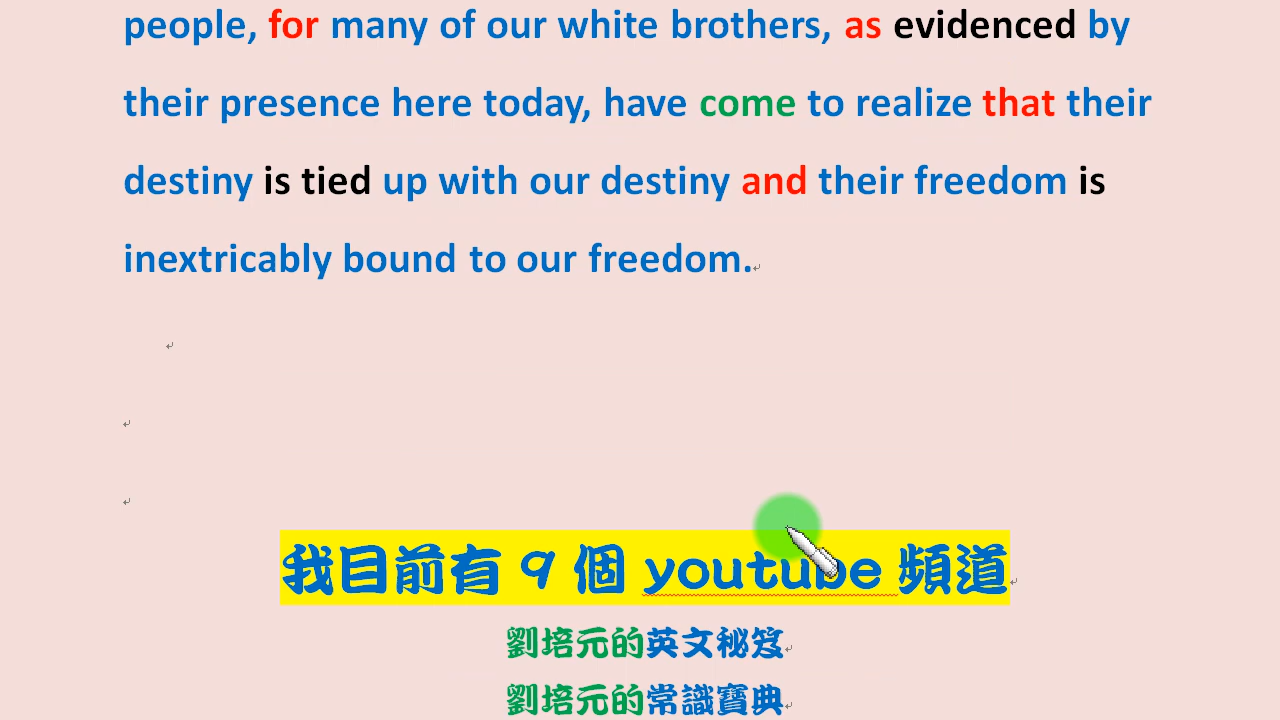 people, for many of our white brothers, as evidenced by
their presence here today, have come to realize that their
destiny is tied up with our destiny and their freedom is
inextricably bound to our freedom.
我目前有 9 個 youtube 頻道
劉培元的英文秘笈
劉培元的常識寶典